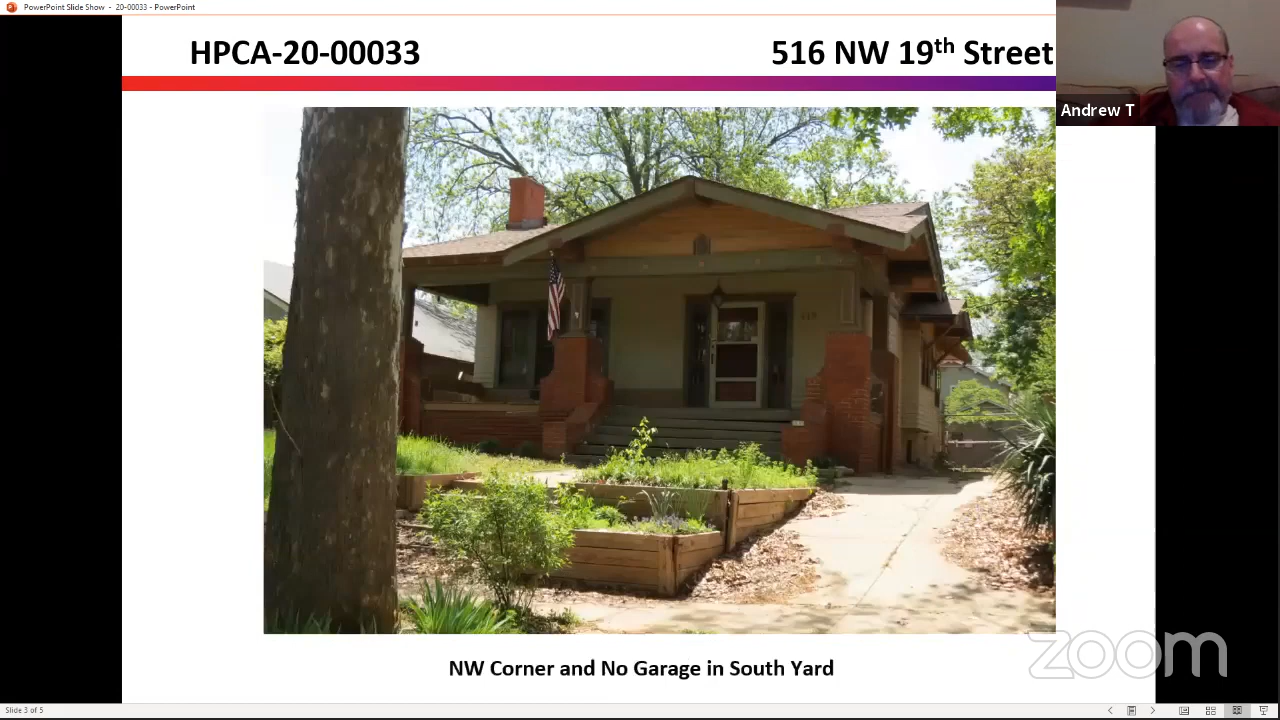 PowerPoint Slide Show - 20-00033 - PowerPoint
HPCA-20-00033
516 NW 19th Street
Andrew T
NW Corner and No Garage in South Yard
zoom
Slide 3 of 5